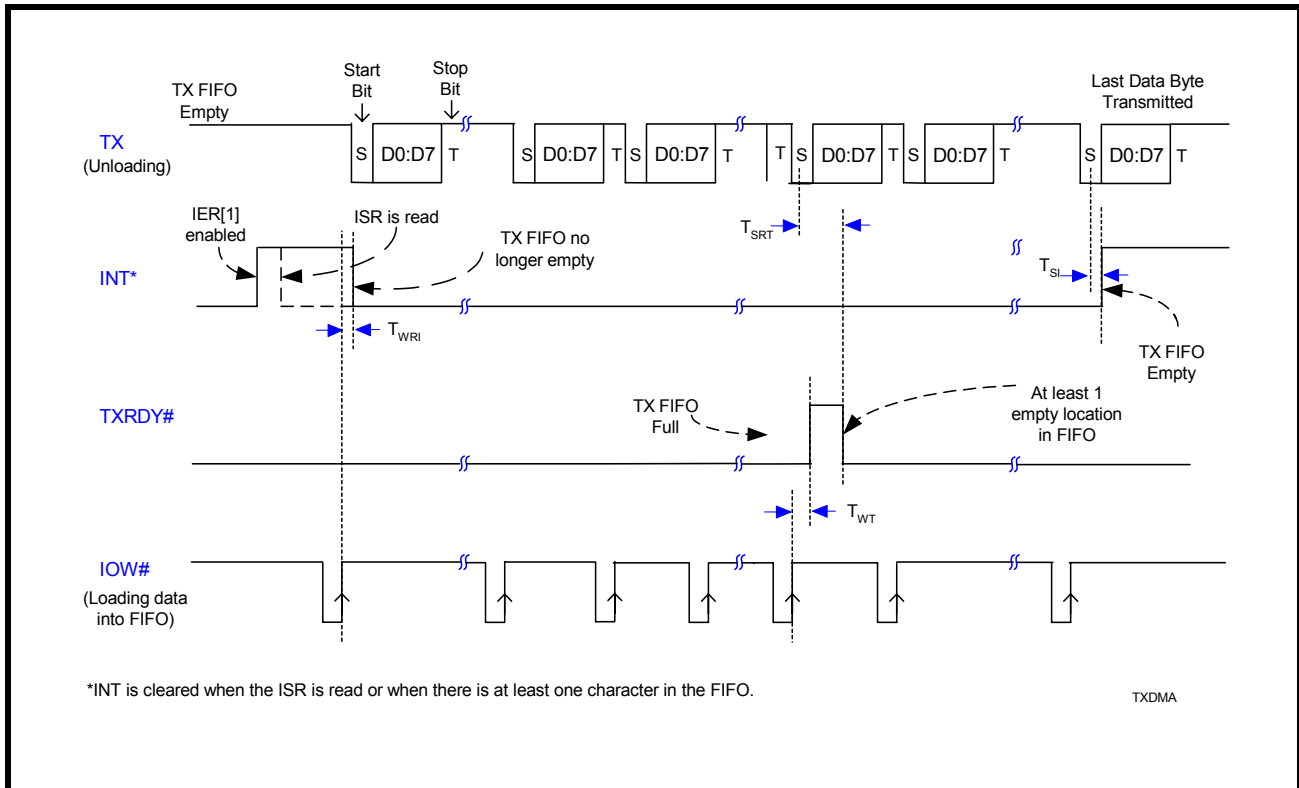 Start
Bit
Stop
Bit
TX FIFO
Empty
Last Data Byte
Transmitted
TX
(Unloading)
S D0:D7 T S D0:D7 T S D0:D7 T T S D0:D7 T S D0:D7 T S D0:D7 T
IER[1]
enabled
ISR is read
TX FIFO no
longer empty
TSRT
INT*
TSI
TWRI
TX FIFO
Empty
TXRDY#
TX FIFO
Full
At least 1
empty location
in FIFO
TWT
IOW#
(Loading data
into FIFO)
*INT is cleared when the ISR is read or when there is at least one character in the FIFO.
TXDMA